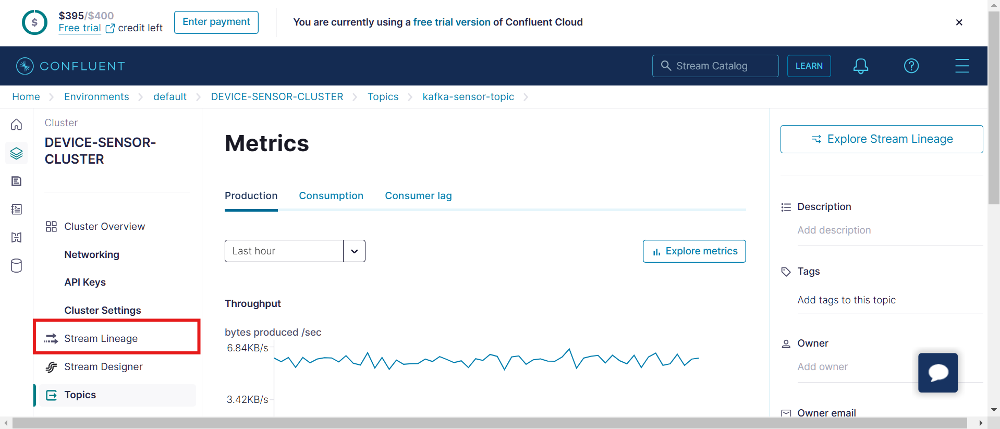 $395/$400
Free trial credit left
Enter payment
You are currently using a free trial version of Confluent Cloud
CONFLUENT
Stream Catalog
LEARN
Home
Environments
default
DEVICE-SENSOR-CLUSTER
Topics
kafka-sensor-topic
Cluster
DEVICE-SENSOR-
CLUSTER
Cluster Overview
Networking
API Keys
Cluster Settings
Stream Lineage
Stream Designer
Topics
Metrics
Production
Consumption
Consumer lag
Last hour
Explore metrics
Throughput
bytes produced /sec
6.84KB/s
3.42KB/s
Explore Stream Lineage
Description
Add description
Tags
Add tags to this topic
Owner
Add owner
Owner email